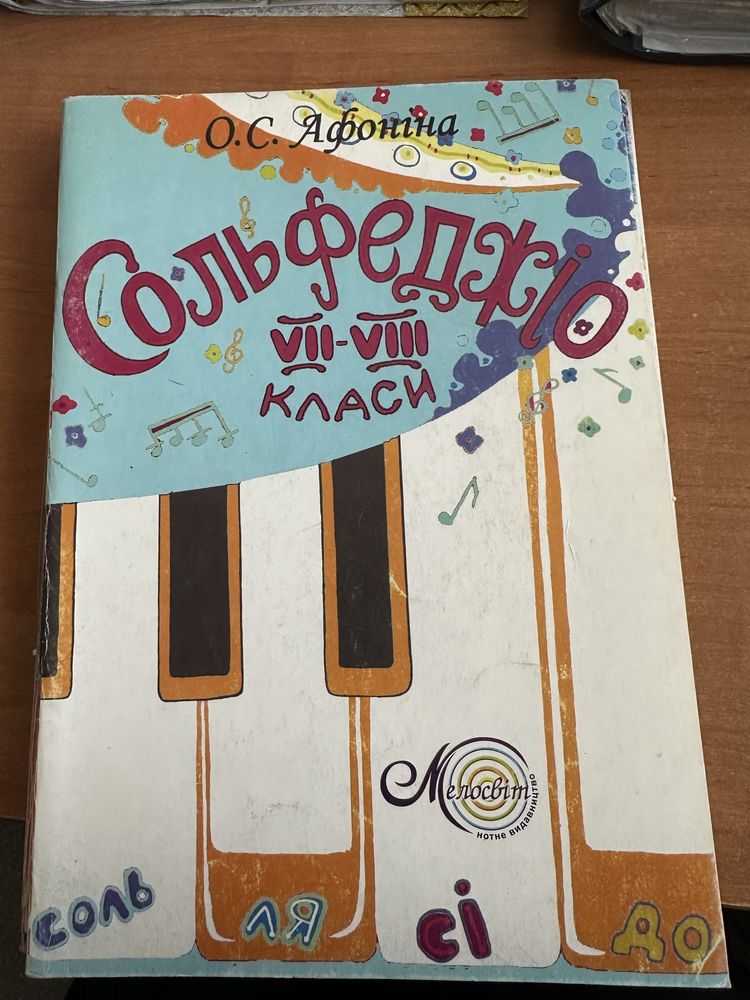 О.С. Афоніна
Сольфеджіо
VII-VIII
класи
Мелосвіт
нотне видавництво
соль
ля
сі
до